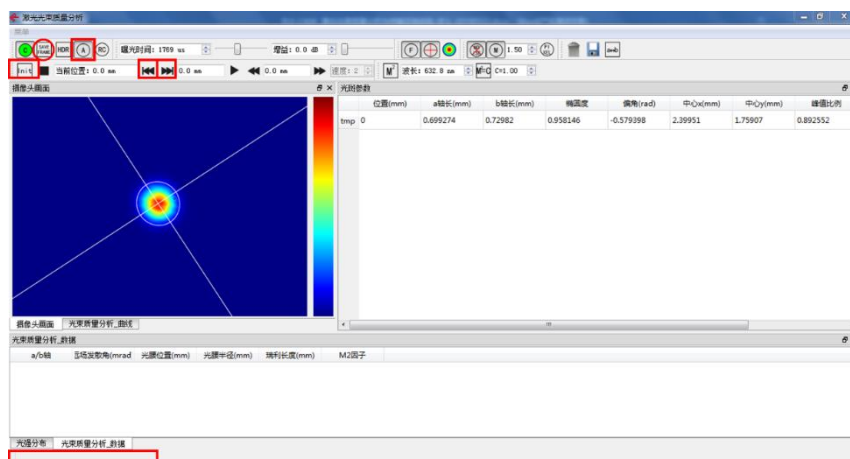 激光光束质量分析
C SAVE FRAME HDR A RC 曝光时间: 1769 us 增益: 0.0 dB F M 1.50
init 当前位置: 0.0 mm 0.0 mm 0.0 mm 速度: 2 M² 波长: 632.8 nm C=1.00
摄像头画面 光斑参数
位置(mm) a轴长(mm) b轴长(mm) 椭圆度 偏角(rad) 中心x(mm) 中心y(mm) 峰值比例
tmp 0 0.699274 0.72982 0.958146 -0.579398 2.39951 1.75907 0.892552
摄像头画面 光束质量分析_曲线
光束质量分析_数据
a/b轴 远场发散角(mrad 光腰位置(mm) 光腰半径(mm) 瑞利长度(mm) M2因子
光强分布 光束质量分析_数据